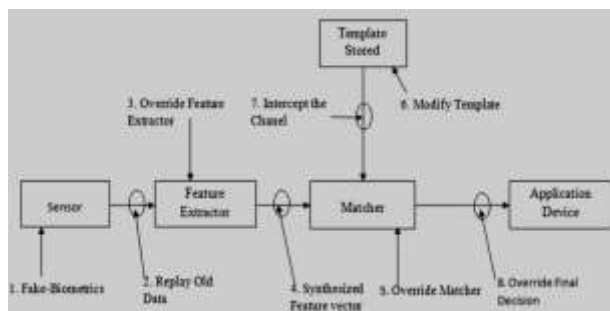 Template
Stored
3. Override Feature
Extractor
7. Intercept the
Chanel
6. Modify Template
Sensor
Feature
Extractor
Matcher
Application
Device
1. Fake-Biometrics
2. Replay Old
Data
4. Synthesized
Feature vector
5. Override Matcher
8. Override Final
Decision